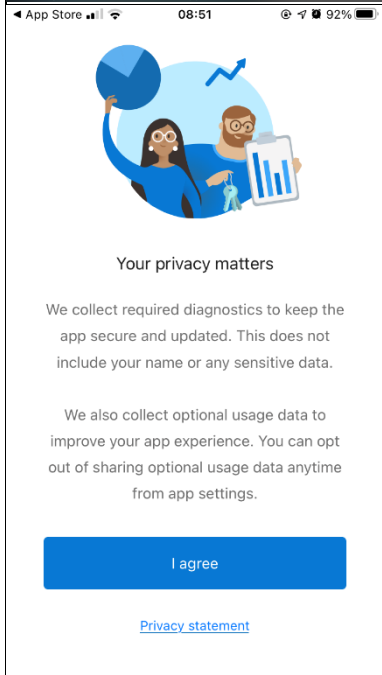 App Store 08:51 92%
Your privacy matters
We collect required diagnostics to keep the
app secure and updated. This does not
include your name or any sensitive data.
We also collect optional usage data to
improve your app experience. You can opt
out of sharing optional usage data anytime
from app settings.
I agree
Privacy statement